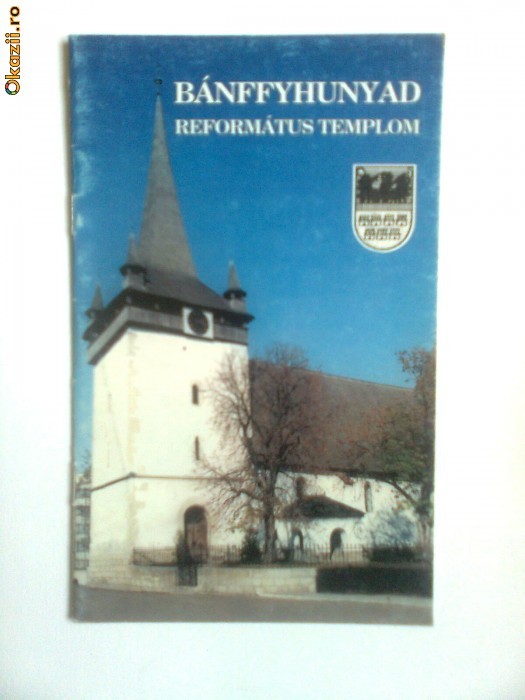 Okazii.ro
BÁNFFYHUNYAD
REFORMÁTUS TEMPLOM